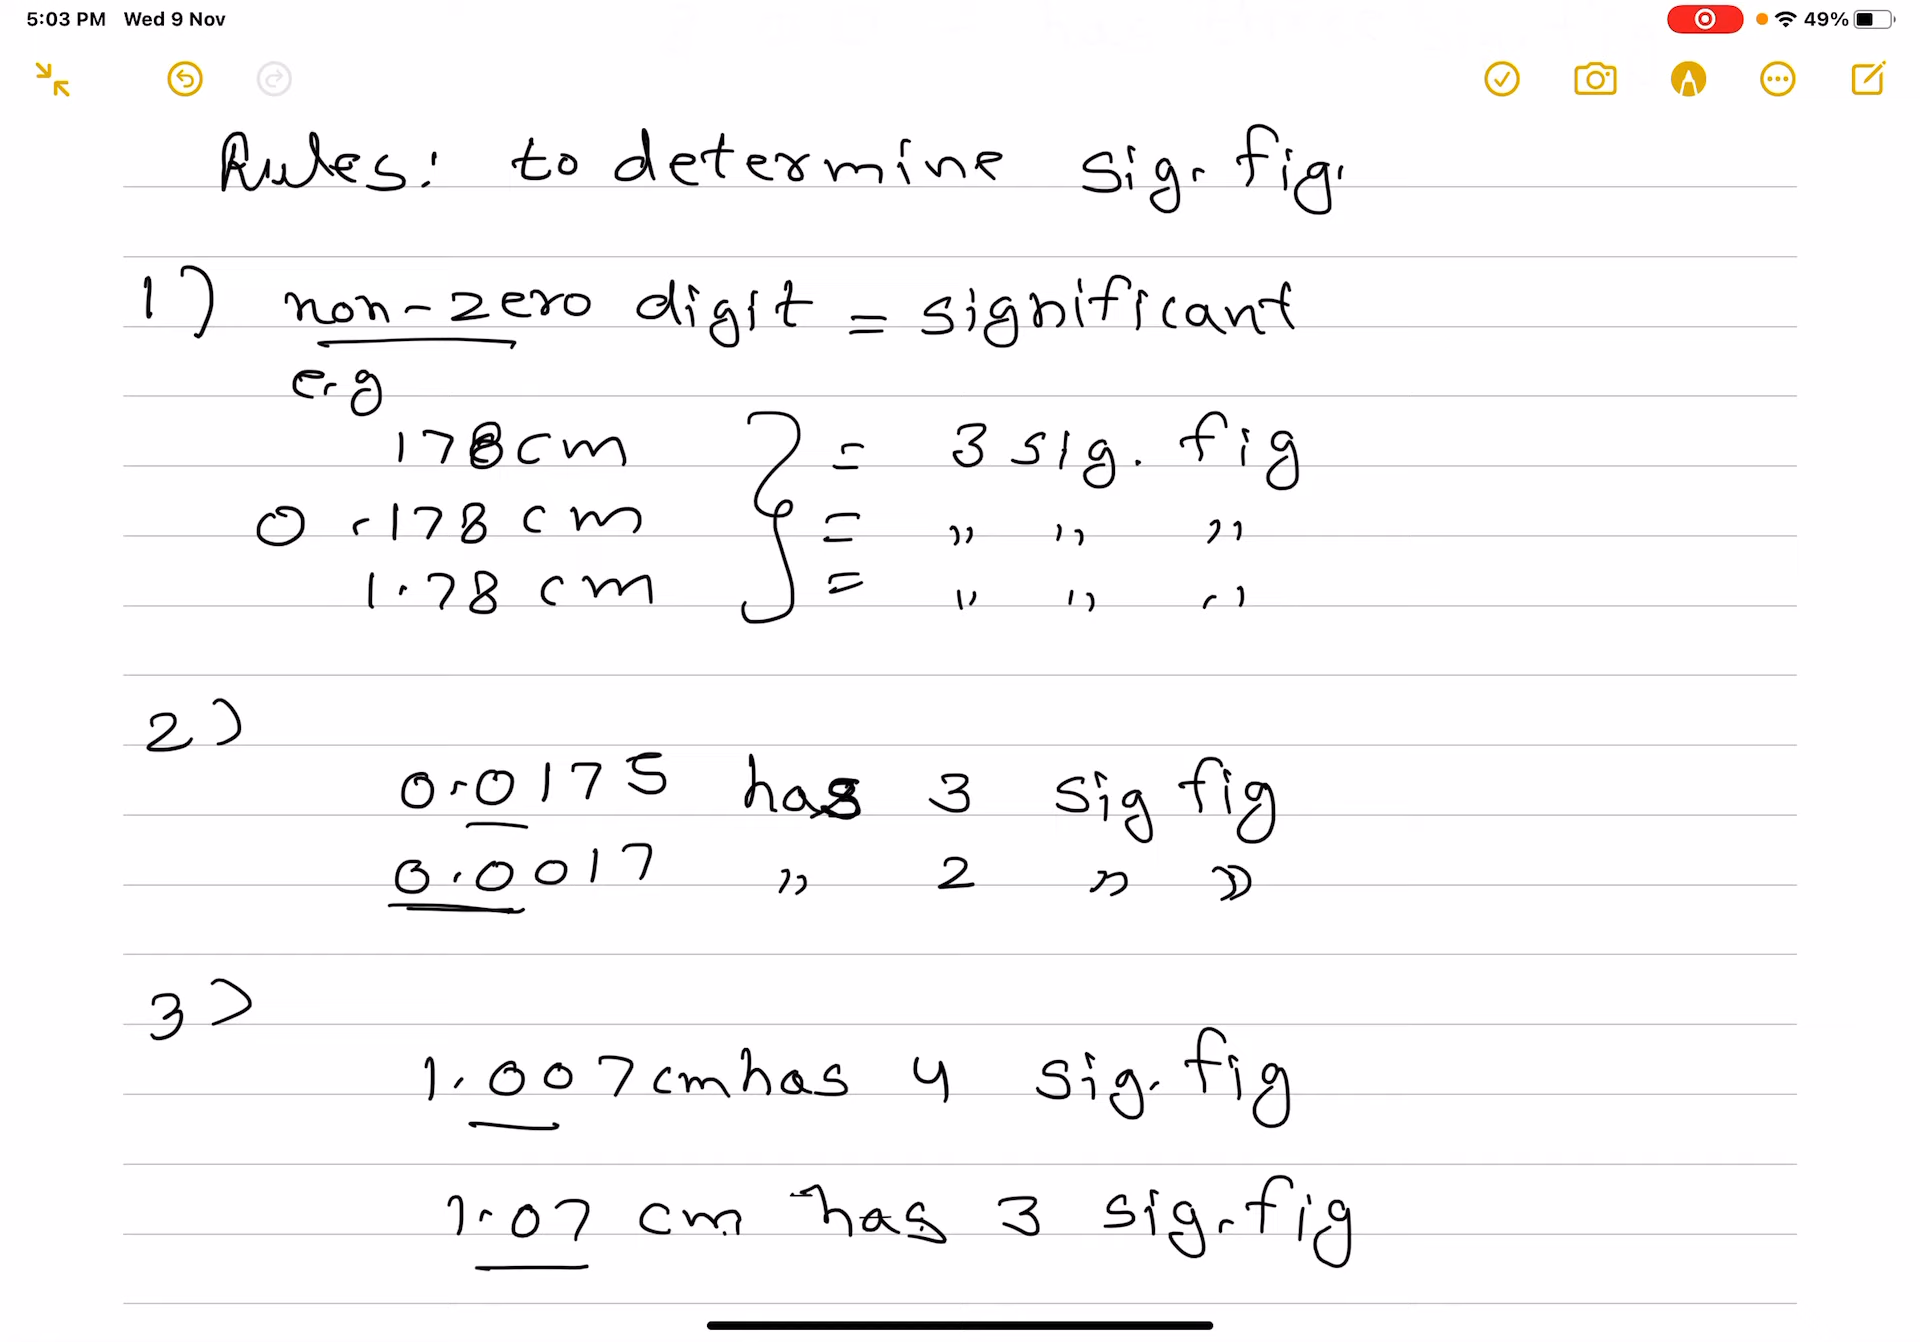 5:03 PM Wed 9 Nov 49%
Rules: to determine sig. fig.
1) non-zero digit = significant
e.g
178cm = 3 sig. fig
0.178 cm = " " "
1.78 cm = " " "
2)
0.0175 has 3 sig fig
0.0017 " 2 " "
3)
1.007cm has 4 sig. fig
1.07 cm has 3 sig. fig